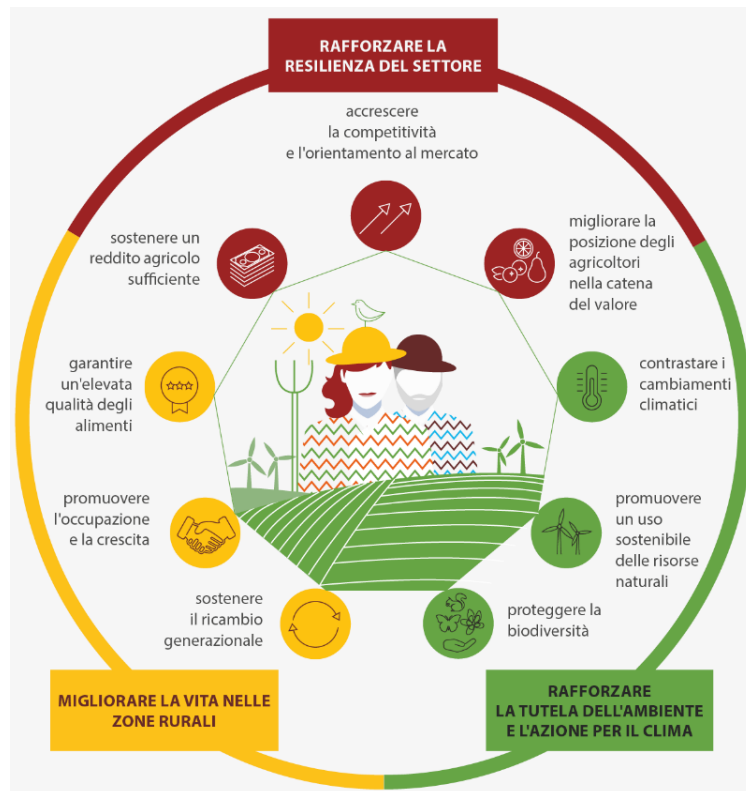 RAFFORZARE LA
RESILIENZA DEL SETTORE
accrescere
la competitività
e l'orientamento al mercato
sostenere un
reddito agricolo
sufficiente
migliorare la
posizione degli
agricoltori
nella catena
del valore
garantire
un'elevata
qualità degli
alimenti
contrastare i
cambiamenti
climatici
promuovere
l'occupazione
e la crescita
promuovere
un uso
sostenibile
delle risorse
naturali
sostenere
il ricambio
generazionale
proteggere la
biodiversità
MIGLIORARE LA VITA NELLE
ZONE RURALI
RAFFORZARE
LA TUTELA DELL'AMBIENTE
E L'AZIONE PER IL CLIMA